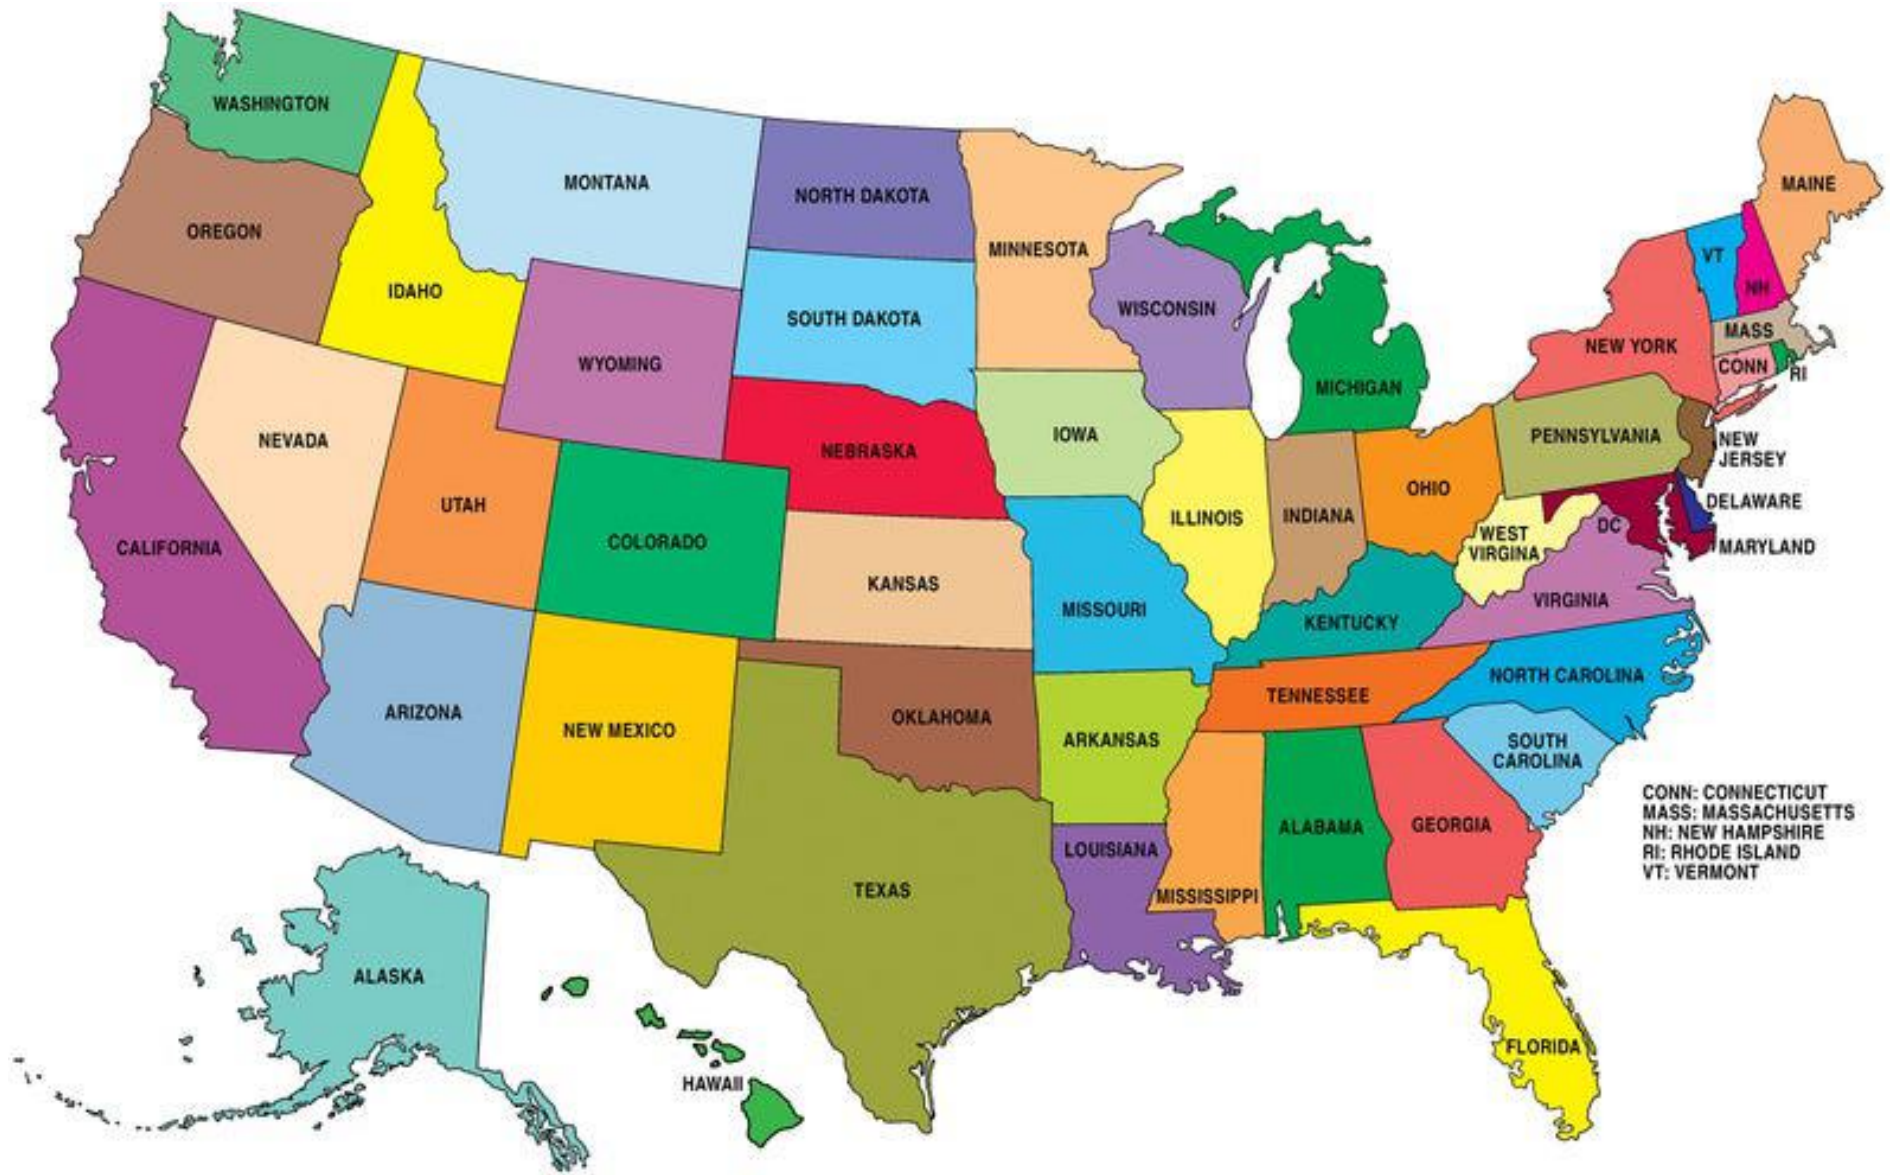 WASHINGTON
OREGON
IDAHO
MONTANA
NORTH DAKOTA
MINNESOTA
MAINE
VT
NH
WISCONSIN
SOUTH DAKOTA
WYOMING
MICHIGAN
NEW YORK
MASS
CONN
RI
NEVADA
UTAH
CALIFORNIA
COLORADO
NEBRASKA
IOWA
ILLINOIS
INDIANA
OHIO
PENNSYLVANIA
NEW
JERSEY
DELAWARE
MARYLAND
DC
WEST
VIRGINA
VIRGINIA
KANSAS
MISSOURI
KENTUCKY
ARIZONA
NEW MEXICO
OKLAHOMA
ARKANSAS
TENNESSEE
NORTH CAROLINA
SOUTH
CAROLINA
TEXAS
LOUISIANA
MISSISSIPPI
ALABAMA
GEORGIA
FLORIDA
ALASKA
HAWAII
CONN: CONNECTICUT
MASS: MASSACHUSETTS
NH: NEW HAMPSHIRE
RI: RHODE ISLAND
VT: VERMONT